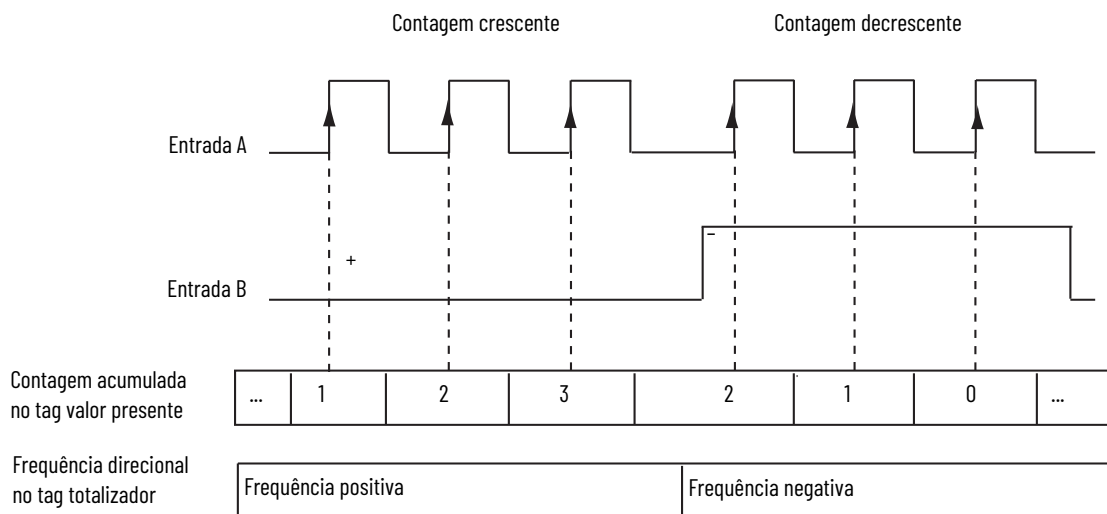 Contagem crescente
Contagem decrescente
Entrada A
+
–
Entrada B
Contagem acumulada
no tag valor presente
... 1 2 3 2 1 0 ...
Frequência direcional
no tag totalizador
Frequência positiva
Frequência negativa